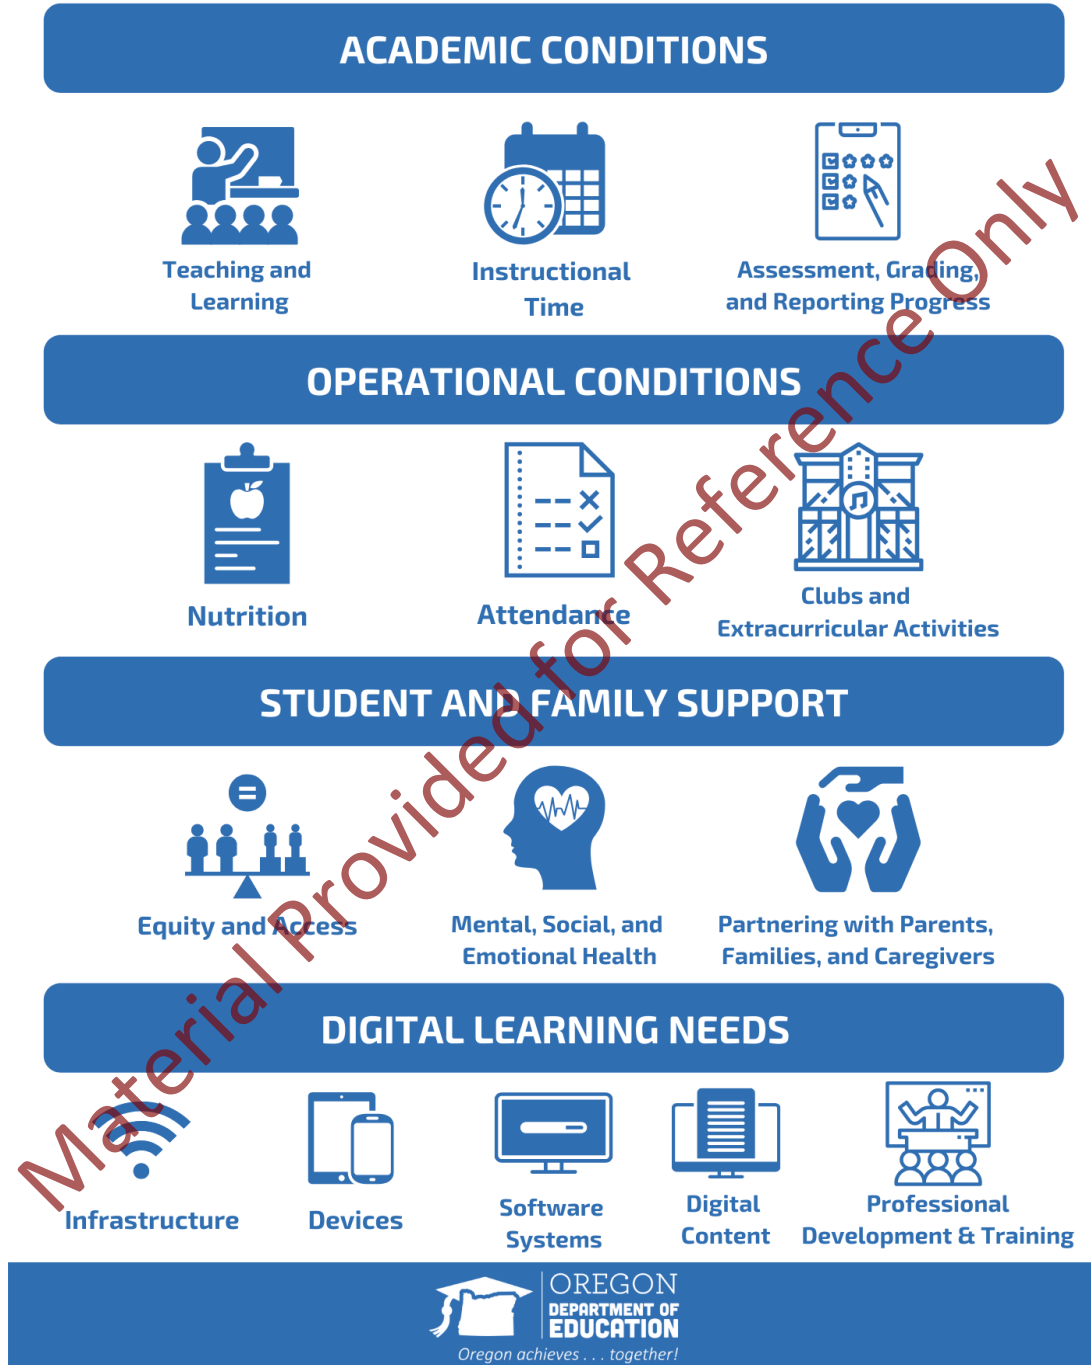 ACADEMIC CONDITIONS
Teaching and
Learning
Instructional
Time
Assessment, Grading,
and Reporting Progress
OPERATIONAL CONDITIONS
Nutrition
Attendance
Clubs and
Extracurricular Activities
STUDENT AND FAMILY SUPPORT
Equity and Access
Mental, Social, and
Emotional Health
Partnering with Parents,
Families, and Caregivers
DIGITAL LEARNING NEEDS
Infrastructure
Devices
Software
Systems
Digital
Content
Professional
Development & Training
OREGON
DEPARTMENT OF
EDUCATION
Oregon achieves . . . together!
Material Provided for Reference Only